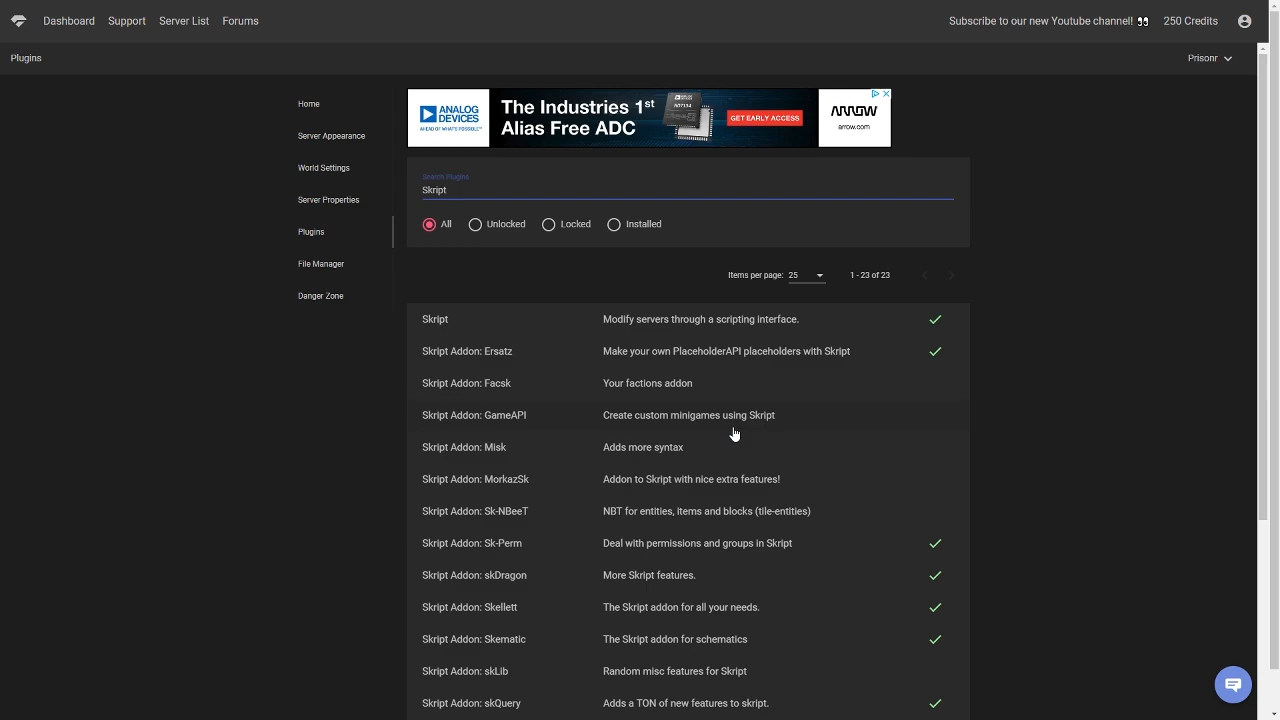 Dashboard Support Server List Forums Subscribe to our new Youtube channel! 👀 250 Credits
Plugins Prisonr
Home
Server Appearance
World Settings
Server Properties
Plugins
File Manager
Danger Zone
ANALOG DEVICES
AHEAD OF WHAT'S POSSIBLE™
The Industries 1st
Alias Free ADC
GET EARLY ACCESS
ARROW
arrow.com
Search Plugins
Skript
All Unlocked Locked Installed
Items per page: 25 1 - 23 of 23
Skript Modify servers through a scripting interface.
Skript Addon: Ersatz Make your own PlaceholderAPI placeholders with Skript
Skript Addon: Facsk Your factions addon
Skript Addon: GameAPI Create custom minigames using Skript
Skript Addon: Misk Adds more syntax
Skript Addon: MorkazSk Addon to Skript with nice extra features!
Skript Addon: Sk-NBeeT NBT for entities, items and blocks (tile-entities)
Skript Addon: Sk-Perm Deal with permissions and groups in Skript
Skript Addon: skDragon More Skript features.
Skript Addon: Skellett The Skript addon for all your needs.
Skript Addon: Skematic The Skript addon for schematics
Skript Addon: skLib Random misc features for Skript
Skript Addon: skQuery Adds a TON of new features to skript.